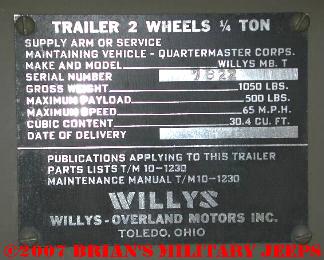 TRAILER 2 WHEELS ¼ TON
SUPPLY ARM OR SERVICE
MAINTAINING VEHICLE - QUARTERMASTER CORPS.
MAKE AND MODEL WILLYS MB. T
SERIAL NUMBER 7822
GROSS WEIGHT 1050 LBS.
MAXIMUM PAYLOAD 500 LBS.
MAXIMUM SPEED 65 M.P.H.
CUBIC CONTENT 30.4 CU. FT.
DATE OF DELIVERY
PUBLICATIONS APPLYING TO THIS TRAILER
PARTS LISTS T/M 10-1230
MAINTENANCE MANUAL T/M10-1230
WILLYS
WILLYS-OVERLAND MOTORS INC.
TOLEDO, OHIO
©2007 BRIAN'S MILITARY JEEPS